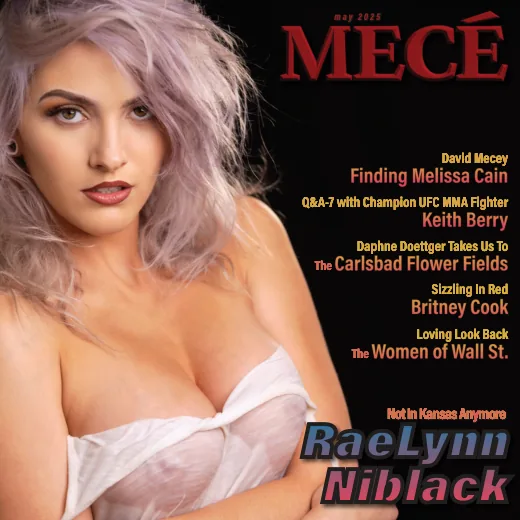 may 2025
MECÉ
David Mecey
Finding Melissa Cain
Q&A-7 with Champion UFC MMA Fighter
Keith Berry
Daphne Doettger Takes Us To
The Carlsbad Flower Fields
Sizzling In Red
Britney Cook
Loving Look Back
The Women of Wall St.
Not In Kansas Anymore
RaeLynn
Niblack